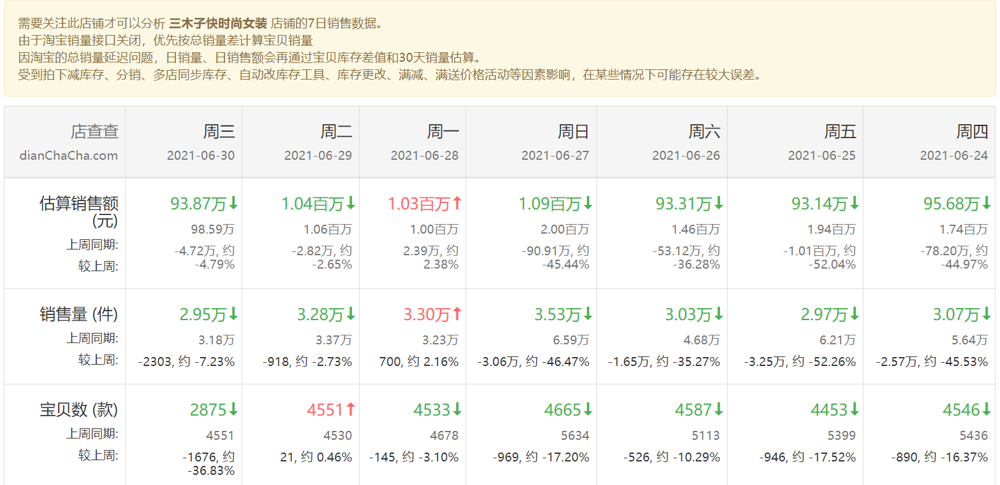 需要关注此店铺才可以分析 三木子快时尚女装 店铺的7日销售数据。
由于淘宝销量接口关闭，优先按总销量差计算宝贝销量
因淘宝的总销量延迟问题，日销量、日销售额会再通过宝贝库存差值和30天销量估算。
受到拍下减库存、分销、多店同步库存、自动改库存工具、库存更改、满减、满送价格活动等因素影响，在某些情况下可能存在较大误差。
店查查 周三 周二 周一 周日 周六 周五 周四
dianChaCha.com 2021-06-30 2021-06-29 2021-06-28 2021-06-27 2021-06-26 2021-06-25 2021-06-24
估算销售额 93.87万↓ 1.04百万↓ 1.03百万↑ 1.09百万↓ 93.31万↓ 93.14万↓ 95.68万↓
(元) 98.59万 1.06百万 1.00百万 2.00百万 1.46百万 1.94百万 1.74百万
上周同期: -4.72万, 约 -2.82万, 约 2.39万, 约 -90.91万, 约 -53.12万, 约 -1.01百万, 约 -78.20万, 约
较上周: -4.79% -2.65% 2.38% -45.44% -36.28% -52.04% -44.97%
销售量 (件) 2.95万↓ 3.28万↓ 3.30万↑ 3.53万↓ 3.03万↓ 2.97万↓ 3.07万↓
上周同期: 3.18万 3.37万 3.23万 6.59万 4.68万 6.21万 5.64万
较上周: -2303, 约 -7.23% -918, 约 -2.73% 700, 约 2.16% -3.06万, 约 -46.47% -1.65万, 约 -35.27% -3.25万, 约 -52.26% -2.57万, 约 -45.53%
宝贝数 (款) 2875↓ 4551↑ 4533↓ 4665↓ 4587↓ 4453↓ 4546↓
上周同期: 4551 4530 4678 5634 5113 5399 5436
较上周: -1676, 约 21, 约 0.46% -145, 约 -3.10% -969, 约 -17.20% -526, 约 -10.29% -946, 约 -17.52% -890, 约 -16.37%
-36.83%